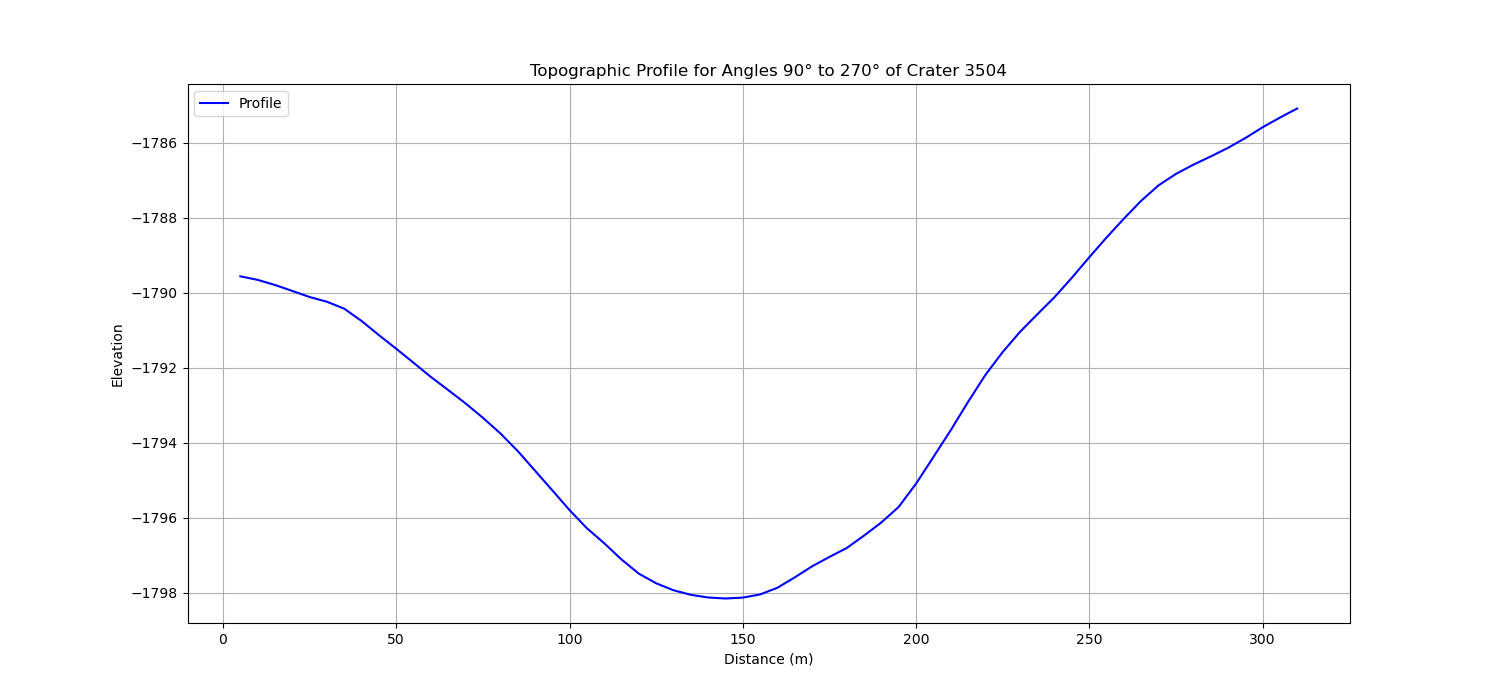 Topographic Profile for Angles 90° to 270° of Crater 3504
Profile
−1786
−1788
−1790
−1792
−1794
−1796
−1798
Elevation
0 50 100 150 200 250 300
Distance (m)